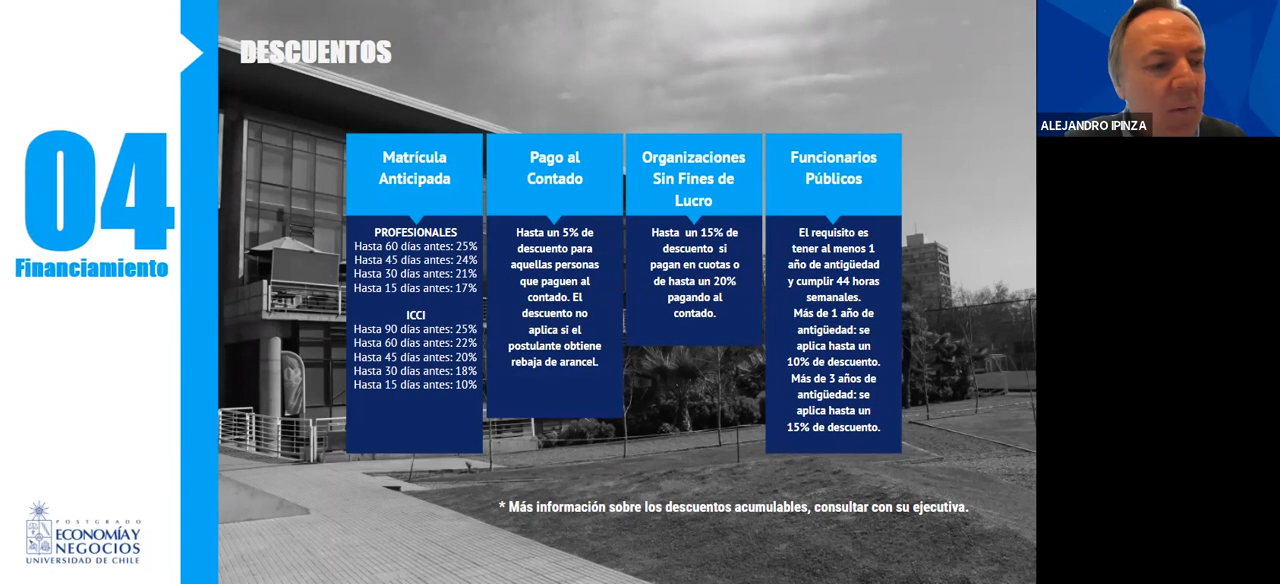 DESCUENTOS
04
Financiamiento
Matrícula
Anticipada
PROFESIONALES
Hasta 60 días antes: 25%
Hasta 45 días antes: 24%
Hasta 30 días antes: 21%
Hasta 15 días antes: 17%
ICCI
Hasta 90 días antes: 25%
Hasta 60 días antes: 22%
Hasta 45 días antes: 20%
Hasta 30 días antes: 18%
Hasta 15 días antes: 10%
Pago al
Contado
Hasta un 5% de
descuento para
aquellas personas
que paguen al
contado. El
descuento no
aplica si el
postulante obtiene
rebaja de arancel.
Organizaciones
Sin Fines de
Lucro
Hasta un 15% de
descuento si
pagan en cuotas o
de hasta un 20%
pagando al
contado.
Funcionarios
Públicos
El requisito es
tener al menos 1
año de antigüedad
y cumplir 44 horas
semanales.
Más de 1 año de
antigüedad: se
aplica hasta un
10% de descuento.
Más de 3 años de
antigüedad: se
aplica hasta un
15% de descuento.
* Más información sobre los descuentos acumulables, consultar con su ejecutiva.
POSTGRADO
ECONOMÍA Y
NEGOCIOS
UNIVERSIDAD DE CHILE
ALEJANDRO IPINZA